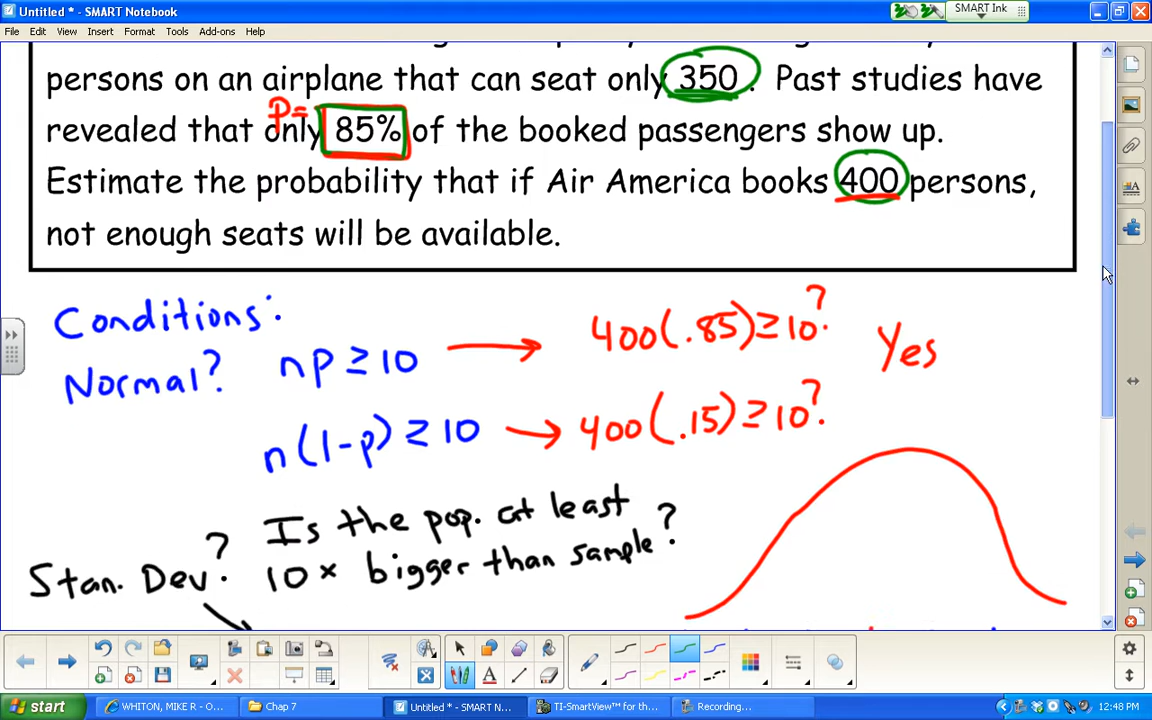 Untitled * - SMART Notebook
SMART Ink
File Edit View Insert Format Tools Add-ons Help
persons on an airplane that can seat only 350. Past studies have
P=
revealed that only 85% of the booked passengers show up.
Estimate the probability that if Air America books 400 persons,
not enough seats will be available.
Conditions:
Normal? np ≥ 10 → 400(.85) ≥ 10? Yes
n(1-p) ≥ 10 → 400(.15) ≥ 10?
Is the pop. at least
Stan. Dev? 10 x bigger than sample?
start WHITON, MIKE R - O... Chap 7 Untitled * - SMART N... TI-SmartView™ for th... Recording... 12:48 PM